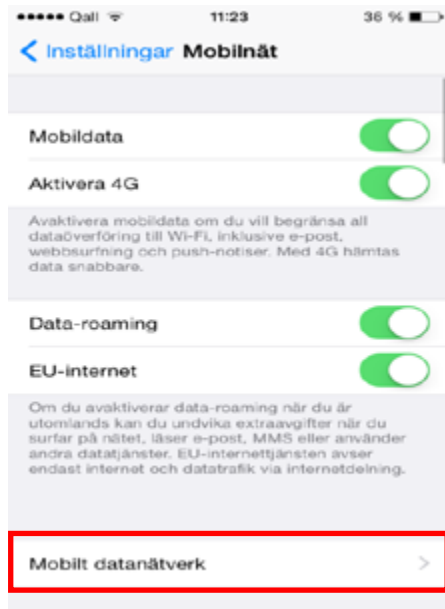 Qall 11:23 36 %
Inställningar Mobilnät
Mobildata
Aktivera 4G
Avaktivera mobildata om du vill begränsa all
dataöverföring till Wi-Fi, inklusive e-post,
webbsurfning och push-notiser. Med 4G hämtas
data snabbare.
Data-roaming
EU-internet
Om du avaktiverar data-roaming när du är
utomlands kan du undvika extraavgifter när du
surfar på nätet, läser e-post, MMS eller använder
andra datatjänster. EU-internettjänsten avser
endast internet och datatrafik via internetdelning.
Mobilt datanätverk